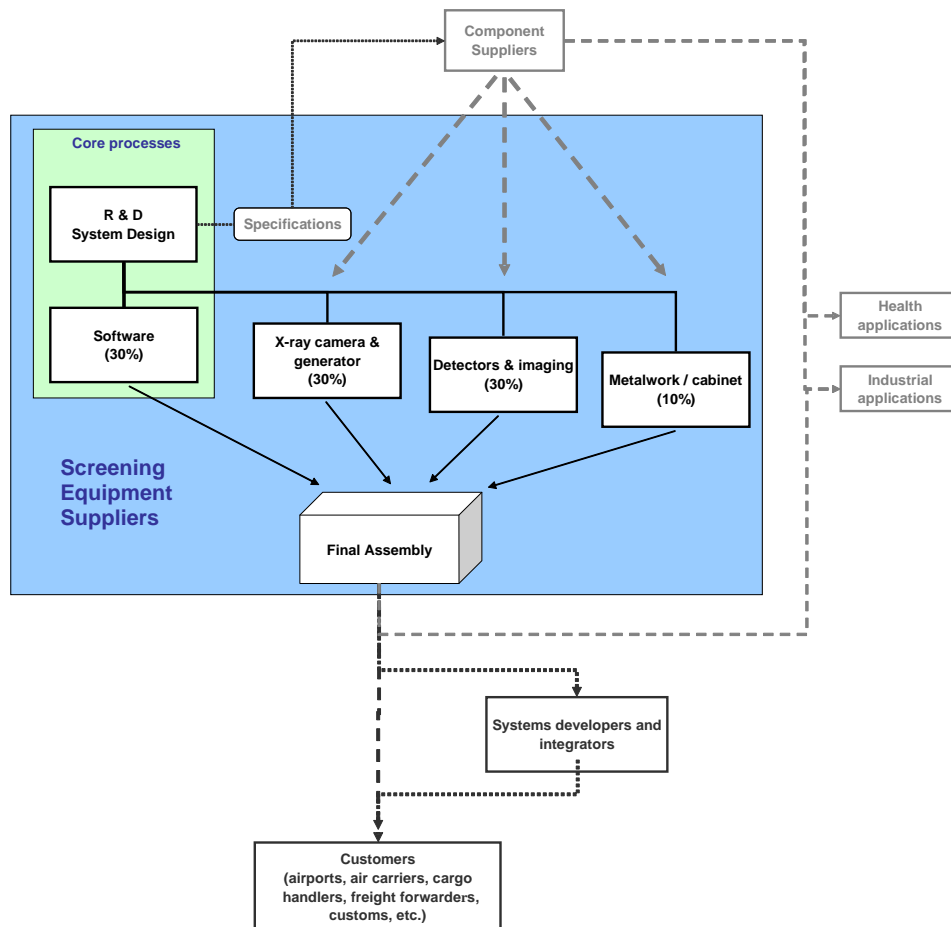 Component
Suppliers
Core processes
R & D
System Design
Specifications
Software
(30%)
X-ray camera &
generator
(30%)
Detectors & imaging
(30%)
Metalwork / cabinet
(10%)
Health
applications
Industrial
applications
Screening
Equipment
Suppliers
Final Assembly
Systems developers and
integrators
Customers
(airports, air carriers, cargo
handlers, freight forwarders,
customs, etc.)